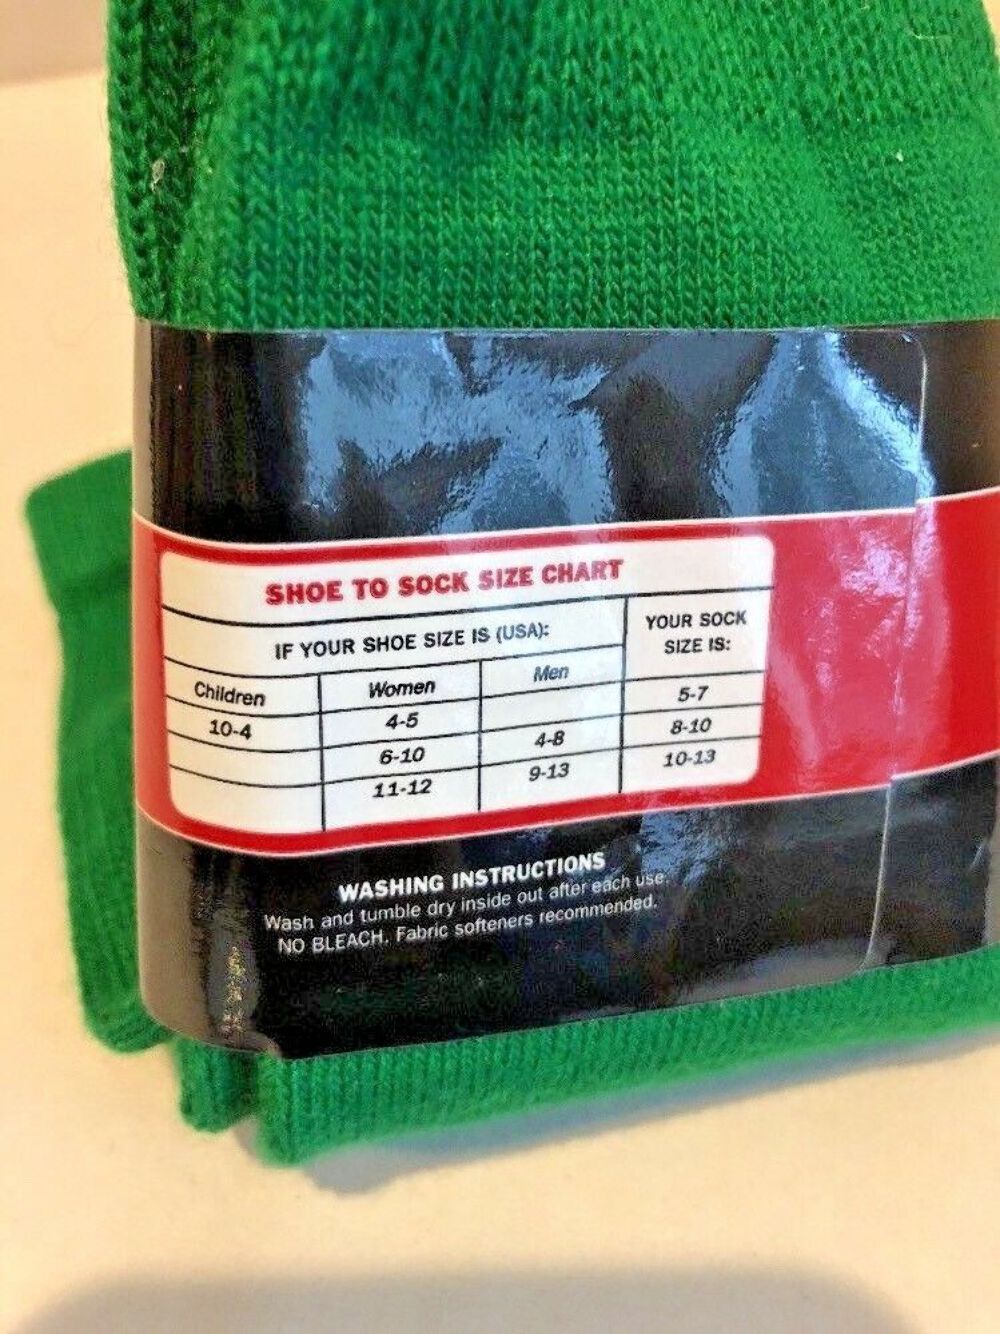 SHOE TO SOCK SIZE CHART
IF YOUR SHOE SIZE IS (USA):
YOUR SOCK
SIZE IS:
Children Women Men
10-4 4-5 5-7
6-10 4-8 8-10
11-12 9-13 10-13
WASHING INSTRUCTIONS
Wash and tumble dry inside out after each use.
NO BLEACH. Fabric softeners recommended.